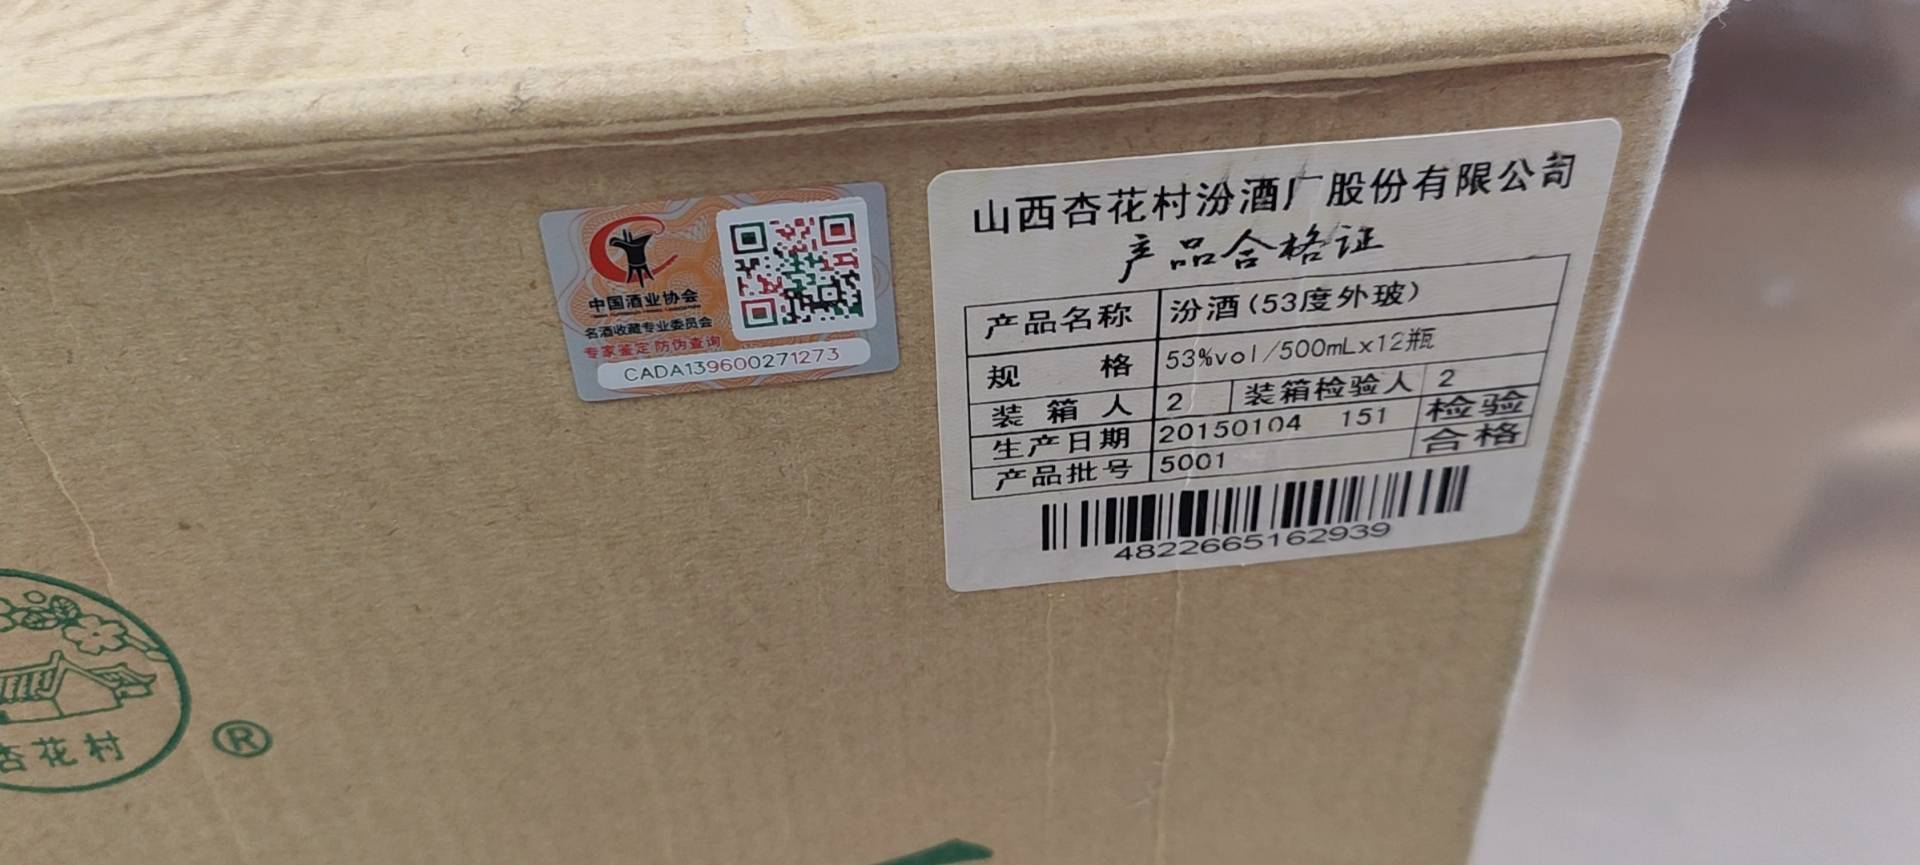 中国酒业协会
名酒收藏专业委员会
专家鉴定 防伪查询
CADA139600271273
山西杏花村汾酒厂股份有限公司
产品合格证
产品名称 汾酒(53度外玻)
规 格 53%vol/500mLx12瓶
装 箱 人 2 装箱检验人 2
生产日期 20150104 151 检验
产品批号 5001 合格
4822665162939
杏花村
®